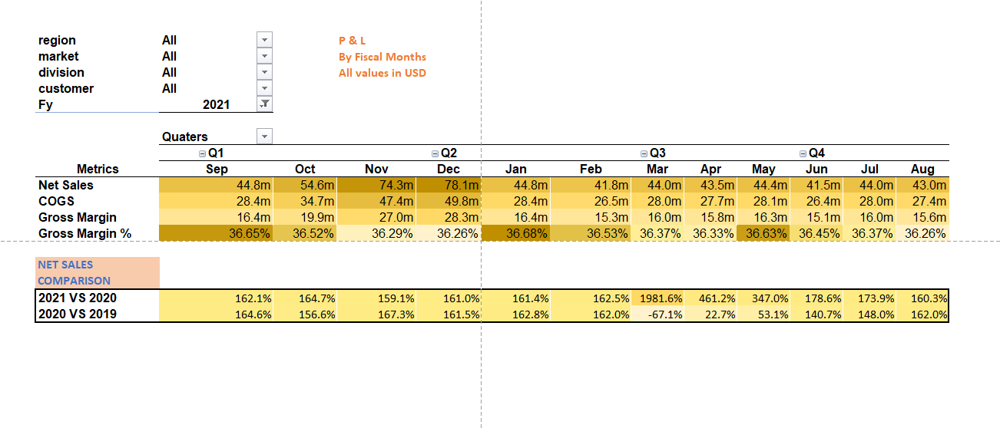 region All P & L
market All By Fiscal Months
division All All values in USD
customer All
Fy 2021
Quaters
Q1 Q2 Q3 Q4
Metrics Sep Oct Nov Dec Jan Feb Mar Apr May Jun Jul Aug
Net Sales 44.8m 54.6m 74.3m 78.1m 44.8m 41.8m 44.0m 43.5m 44.4m 41.5m 44.0m 43.0m
COGS 28.4m 34.7m 47.4m 49.8m 28.4m 26.5m 28.0m 27.7m 28.1m 26.4m 28.0m 27.4m
Gross Margin 16.4m 19.9m 27.0m 28.3m 16.4m 15.3m 16.0m 15.8m 16.3m 15.1m 16.0m 15.6m
Gross Margin % 36.65% 36.52% 36.29% 36.26% 36.68% 36.53% 36.37% 36.33% 36.63% 36.45% 36.37% 36.26%
NET SALES
COMPARISON
2021 VS 2020 162.1% 164.7% 159.1% 161.0% 161.4% 162.5% 1981.6% 461.2% 347.0% 178.6% 173.9% 160.3%
2020 VS 2019 164.6% 156.6% 167.3% 161.5% 162.8% 162.0% -67.1% 22.7% 53.1% 140.7% 148.0% 162.0%